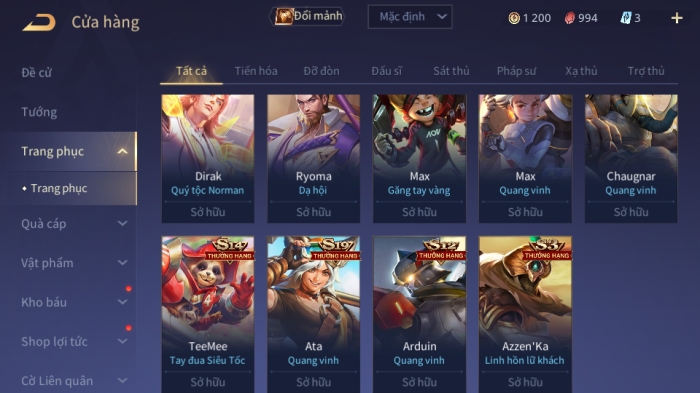 Cửa hàng
Đổi mảnh
Mặc định
1 200
994
3
Đề cử
Tướng
Trang phục
Trang phục
Quà cáp
Vật phẩm
Kho báu
Shop lợi tức
Cờ Liên quân
Tất cả
Tiến hóa
Đỡ đòn
Đấu sĩ
Sát thủ
Pháp sư
Xạ thủ
Trợ thủ
Dirak
Quý tộc Norman
Sở hữu
Ryoma
Dạ hội
Sở hữu
AOV
Max
Găng tay vàng
Sở hữu
Max
Quang vinh
Sở hữu
Chaugnar
Quang vinh
Sở hữu
S14
THƯỞNG HẠNG
TeeMee
Tay đua Siêu Tốc
Sở hữu
S19
THƯỞNG HẠNG
Ata
Quang vinh
Sở hữu
S12
THƯỞNG HẠNG
Arduin
Quang vinh
Sở hữu
THƯỞNG HẠNG
Azzen'Ka
Linh hồn lữ khách
Sở hữu